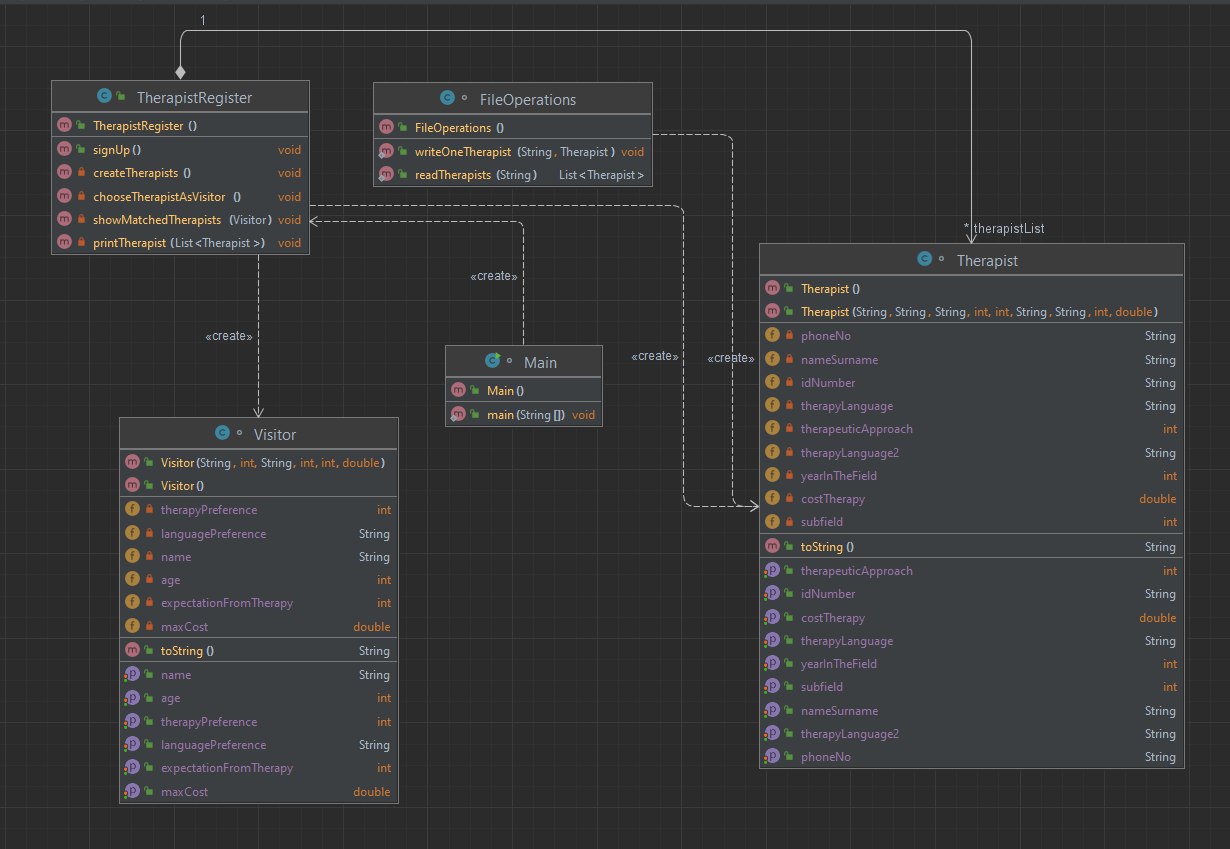 1
TherapistRegister
TherapistRegister ()
signUp () void
createTherapists () void
chooseTherapistAsVisitor () void
showMatchedTherapists (Visitor) void
printTherapist (List<Therapist>) void
FileOperations
FileOperations ()
writeOneTherapist (String, Therapist) void
readTherapists (String) List<Therapist>
* therapistList
«create»
«create»
«create»
«create»
Main
Main ()
main (String[]) void
Visitor
Visitor (String, int, String, int, int, double)
Visitor ()
therapyPreference int
languagePreference String
name String
age int
expectationFromTherapy int
maxCost double
toString () String
name String
age int
therapyPreference int
languagePreference String
expectationFromTherapy int
maxCost double
Therapist
Therapist ()
Therapist (String, String, String, int, int, String, String, int, double)
phoneNo String
nameSurname String
idNumber String
therapyLanguage String
therapeuticApproach int
therapyLanguage2 String
yearInTheField int
costTherapy double
subfield int
toString () String
therapeuticApproach int
idNumber String
costTherapy double
therapyLanguage String
yearInTheField int
subfield int
nameSurname String
therapyLanguage2 String
phoneNo String